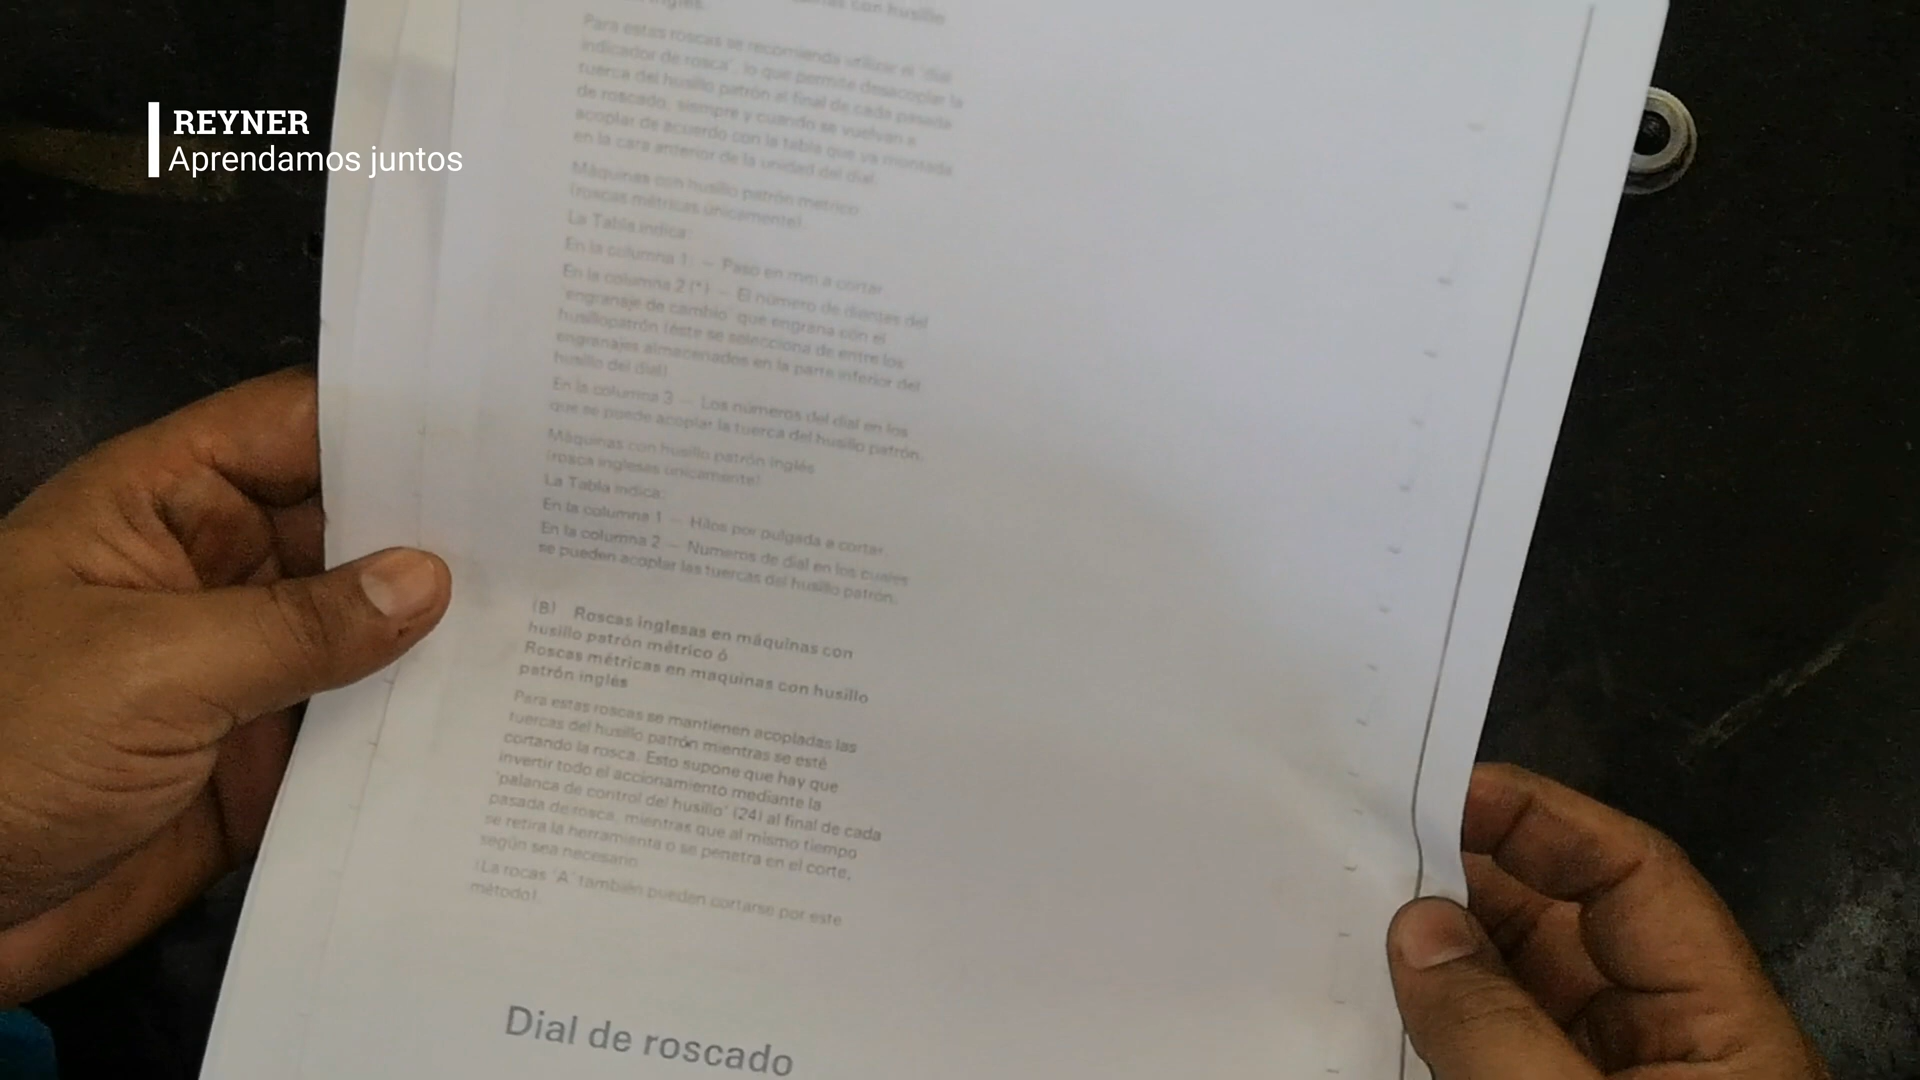 REYNER
Aprendamos juntos
con husillo
Para estas roscas se recomienda utilizar el 'dial
indicador de rosca', lo que permite desacoplar la
tuerca del husillo patrón al final de cada pasada
de roscado, siempre y cuando se vuelvan a
acoplar de acuerdo con la tabla que va montada
en la cara anterior de la unidad del dial.
Máquinas con husillo patrón métrico
(roscas métricas únicamente).
La Tabla indica:
En la columna 1: — Paso en mm a cortar
En la columna 2 (*) — El número de dientes del
'engranaje de cambio' que engrana con el
husillopatrón (éste se selecciona de entre los
engranajes almacenados en la parte inferior del
husillo del dial)
En la columna 3 — Los números del dial en los
que se puede acoplar la tuerca del husillo patrón.
Máquinas con husillo patrón inglés
(rosca inglesas únicamente)
La Tabla indica:
En la columna 1 — Hilos por pulgada a cortar
En la columna 2 — Numeros de dial en los cuales
se pueden acoplar las tuercas del husillo patrón.
(B) Roscas inglesas en máquinas con
husillo patrón métrico ó
Roscas métricas en maquinas con husillo
patrón inglés
Para estas roscas se mantienen acopladas las
tuercas del husillo patrón mientras se esté
cortando la rosca. Esto supone que hay que
invertir todo el accionamiento mediante la
'palanca de control del husillo' (24) al final de cada
pasada de rosca, mientras que al mismo tiempo
se retira la herramienta o se penetra en el corte,
según sea necesario.
(La rocas 'A' también pueden cortarse por este
método).
Dial de roscado